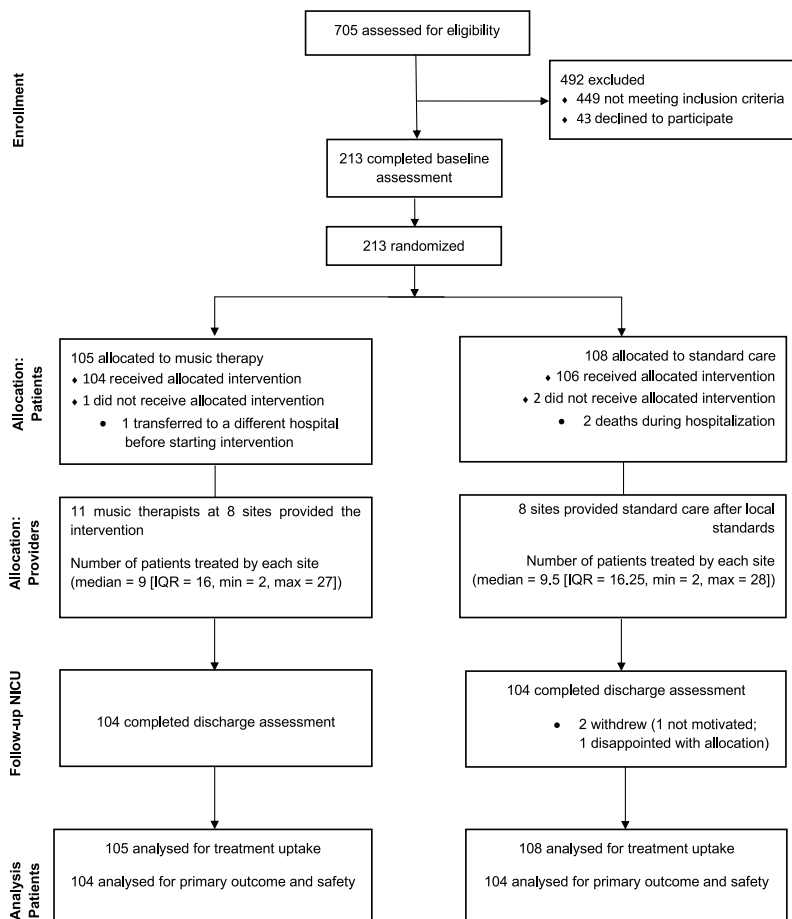 705 assessed for eligibility
492 excluded
♦ 449 not meeting inclusion criteria
♦ 43 declined to participate
Enrollment
213 completed baseline
assessment
213 randomized
Allocation:
Patients
105 allocated to music therapy
♦ 104 received allocated intervention
♦ 1 did not receive allocated intervention
● 1 transferred to a different hospital
before starting intervention
108 allocated to standard care
♦ 106 received allocated intervention
♦ 2 did not receive allocated intervention
● 2 deaths during hospitalization
Allocation:
Providers
11 music therapists at 8 sites provided the
intervention
Number of patients treated by each site
(median = 9 [IQR = 16, min = 2, max = 27])
8 sites provided standard care after local
standards
Number of patients treated by each site
(median = 9.5 [IQR = 16.25, min = 2, max = 28])
Follow-up NICU
104 completed discharge assessment
104 completed discharge assessment
● 2 withdrew (1 not motivated;
1 disappointed with allocation)
Analysis
Patients
105 analysed for treatment uptake
104 analysed for primary outcome and safety
108 analysed for treatment uptake
104 analysed for primary outcome and safety